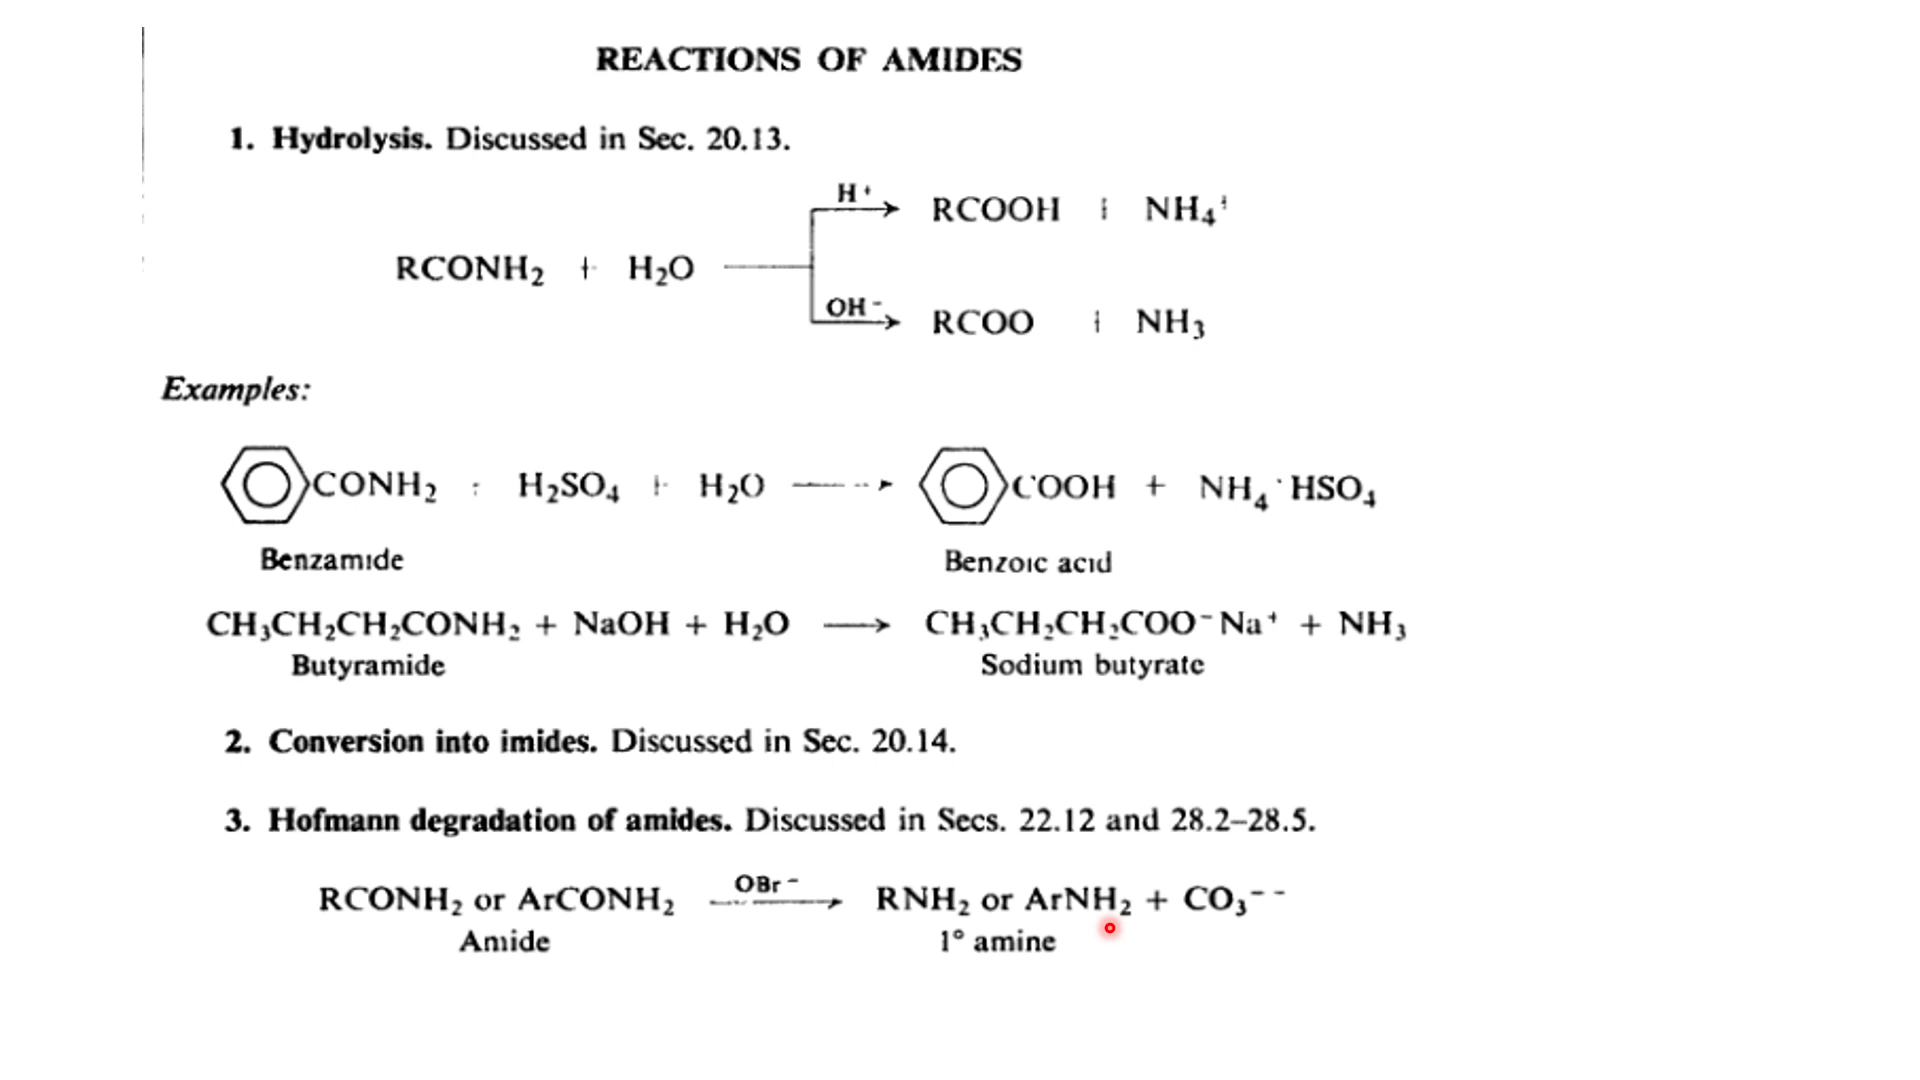 REACTIONS OF AMIDES
1. Hydrolysis. Discussed in Sec. 20.13.
H⁺
RCOOH + NH₄⁺
RCONH₂ + H₂O
OH⁻
RCOO + NH₃
Examples:
CONH₂ + H₂SO₄ + H₂O → COOH + NH₄⁺HSO₄
Benzamide Benzoic acid
CH₃CH₂CH₂CONH₂ + NaOH + H₂O → CH₃CH₂CH₂COO⁻Na⁺ + NH₃
Butyramide Sodium butyrate
2. Conversion into imides. Discussed in Sec. 20.14.
3. Hofmann degradation of amides. Discussed in Secs. 22.12 and 28.2–28.5.
OBr⁻
RCONH₂ or ArCONH₂ → RNH₂ or ArNH₂ + CO₃⁻⁻
Amide 1° amine